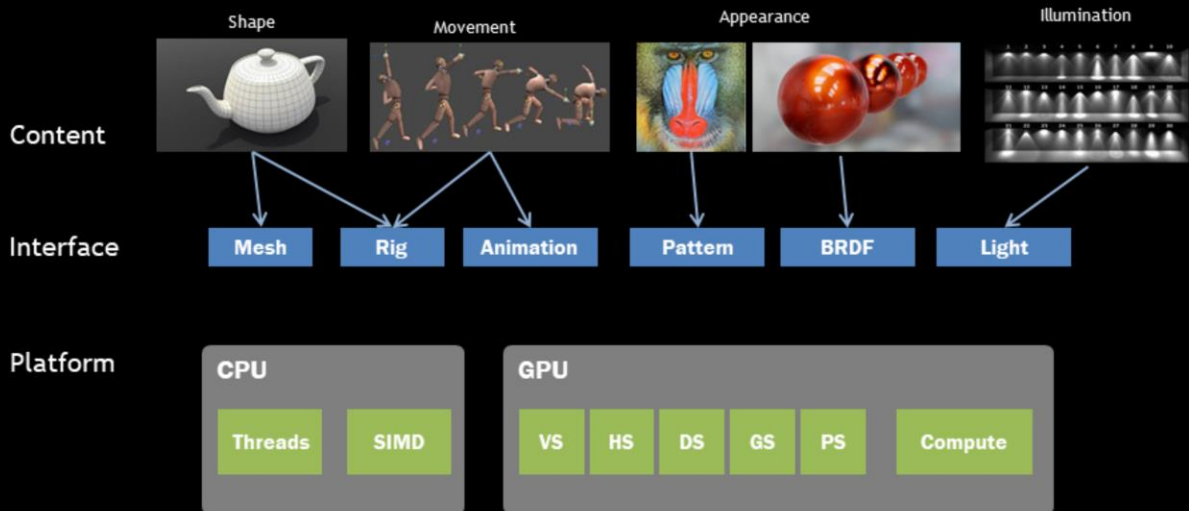 Shape
Movement
Appearance
Illumination
Content
Interface
Mesh
Rig
Animation
Pattern
BRDF
Light
Platform
CPU
GPU
Threads
SIMD
VS
HS
DS
GS
PS
Compute